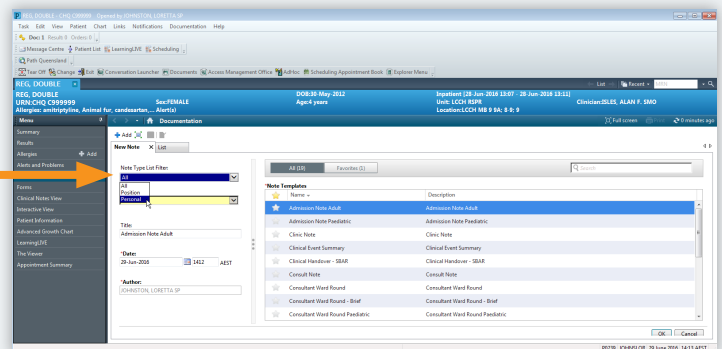 REG, DOUBLE - CHQ C999999 Opened by JOHNSTON, LORETTA SP
Task Edit View Patient Chart Links Notifications Documentation Help
Doc: 1 Result: 0 Orders: 0
Message Centre Patient List LearningLIVE Scheduling
Path Queensland
Tear Off Change Exit Conversation Launcher Documents Access Management Office AdHoc Scheduling Appointment Book Explorer Menu
REG, DOUBLE
List Recent
REG, DOUBLE DOB:30-May-2012 Inpatient [28-Jun-2016 13:07 - 28-Jun-2016 13:11]
URN:CHQ C999999 Sex:FEMALE Age:4 years Unit: LCCH RSPR Clinician:ISLES, ALAN F. SMO
Allergies: amitriptyline, Animal fur, candesartan,... Alert(s) Location:LCCH MB 9 9A; 8-9; 9
Menu Documentation Full screen Print 0 minutes ago
Summary
Results
Allergies Add
Alerts and Problems
Forms
Clinical Notes View
Interactive View
Patient Information
Advanced Growth Chart
LearningLIVE
The Viewer
Appointment Summary
Add
New Note List
Note Type List Filter:
All
All
Position
Personal
Title:
Admission Note Adult
*Date:
29-Jun-2016 1412 AEST
*Author:
JOHNSTON, LORETTA SP
All (19) Favorites (1) Search
*Note Templates
Name Description
Admission Note Adult Admission Note Adult
Admission Note Paediatric Admission Note Paediatric
Clinic Note Clinic Note
Clinical Event Summary Clinical Event Summary
Clinical Handover - SBAR Clinical Handover - SBAR
Consult Note Consult Note
Consultant Ward Round Consultant Ward Round
Consultant Ward Round - Brief Consultant Ward Round - Brief
Consultant Ward Round Paediatric Consultant Ward Round Paediatric
OK Cancel
29 June 2016 14:13 AEST